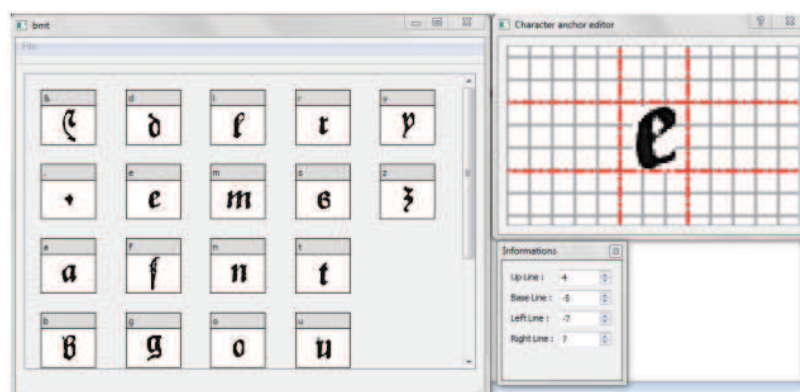 bmt
Character anchor editor
File
& d l r y
. e m s z
a f n t
b g o u
Informations
Up Line : 4
Base Line : -5
Left Line : -7
Right Line : 7
e